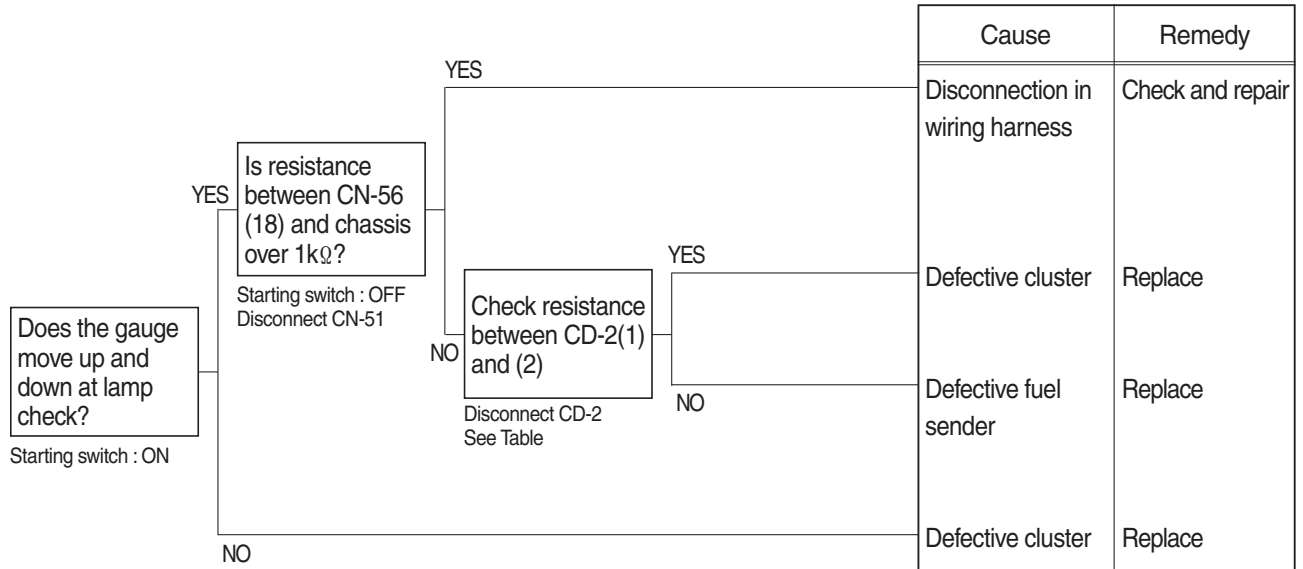 Cause
Remedy
YES
Disconnection in
wiring harness
Check and repair
YES
Is resistance
between CN-56
(18) and chassis
over 1kΩ?
Starting switch : OFF
Disconnect CN-51
YES
Defective cluster
Replace
Does the gauge
move up and
down at lamp
check?
Starting switch : ON
NO
Check resistance
between CD-2(1)
and (2)
Disconnect CD-2
See Table
NO
Defective fuel
sender
Replace
NO
Defective cluster
Replace